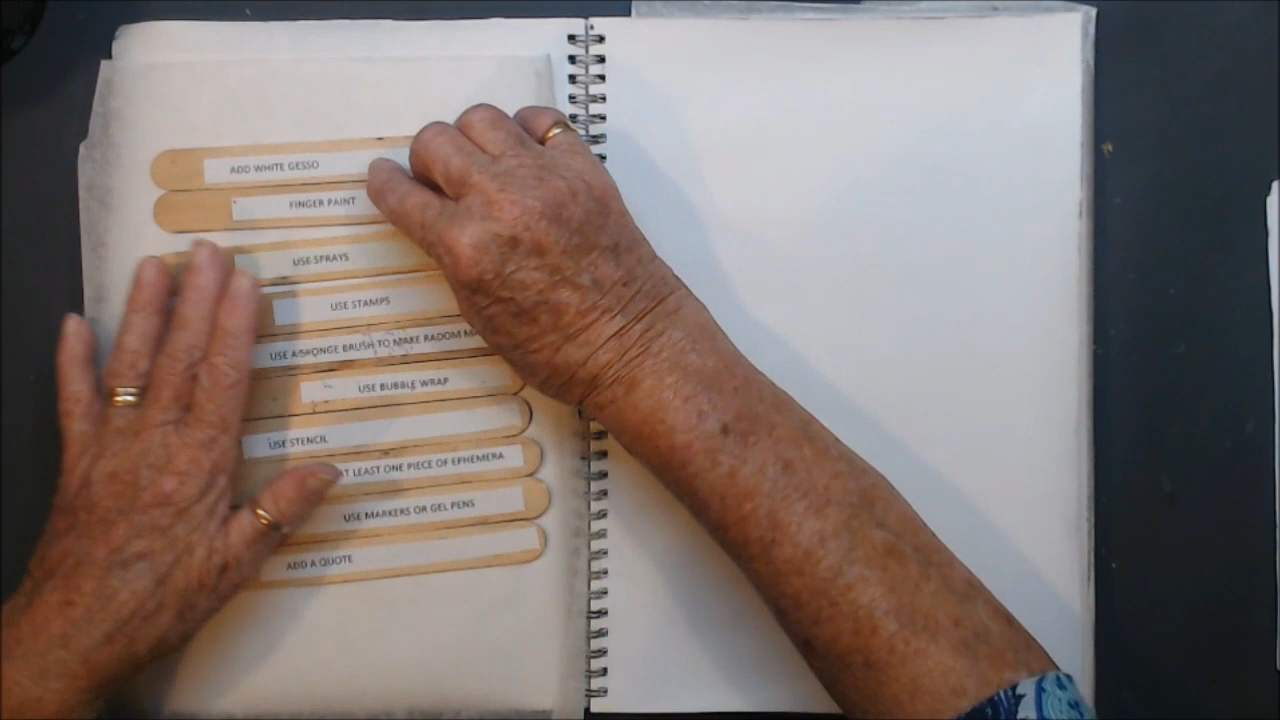 ADD WHITE GESSO
FINGER PAINT
USE SPRAYS
USE STAMPS
USE A SPONGE BRUSH TO MAKE RADOM
USE BUBBLE WRAP
USE STENCIL
AT LEAST ONE PIECE OF EPHEMERA
USE MARKERS OR GEL PENS
ADD A QUOTE